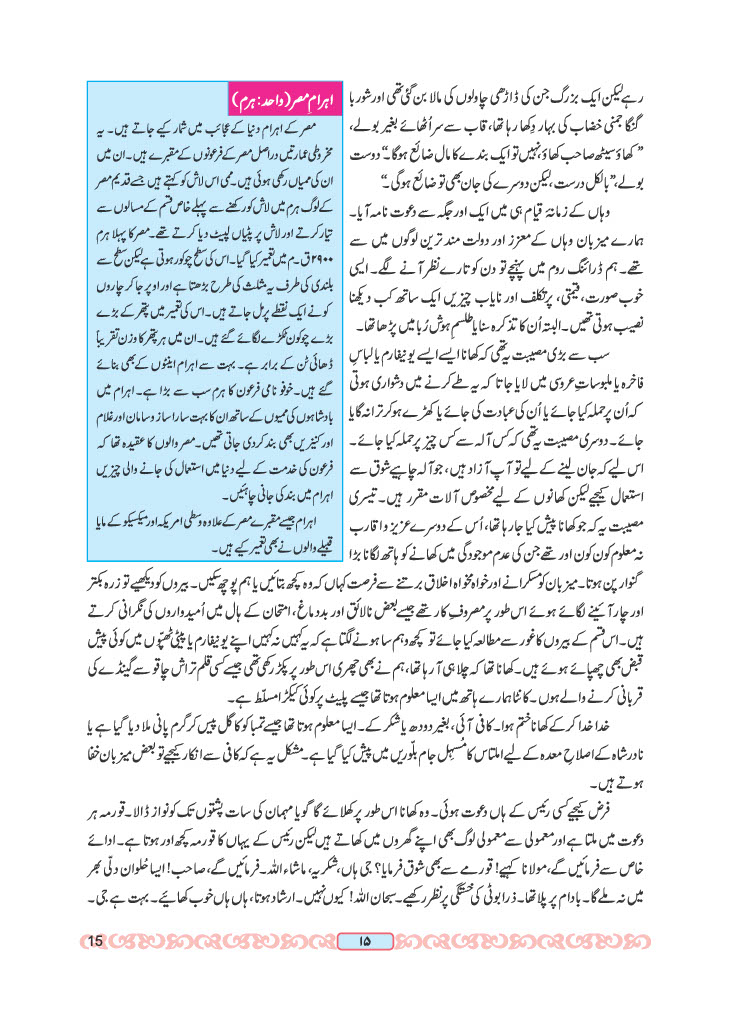 رہے لیکن ایک بزرگ جن کی ڈاڑھی چاولوں کی مالا بن گئی تھی اور شوربا
گنگا جمنی خضاب کی بہار دِکھا رہا تھا، قاب سے سر اُٹھائے بغیر بولے،
”کھاؤ سیٹھ صاحب کھاؤ، نہیں تو ایک بندے کا مال ضائع ہوگا۔“ دوست
بولے، ”بالکل درست، لیکن دوسرے کی جان بھی تو ضائع ہوگی۔“
وہاں کے زمانۂ قیام ہی میں ایک اور جگہ سے دعوت نامہ آیا۔
ہمارے میزبان وہاں کے معزز اور دولت مند ترین لوگوں میں سے
تھے۔ ہم ڈرائنگ روم میں پہنچے تو دن کو تارے نظر آنے لگے۔ ایسی
خوب صورت، قیمتی، پرتکلف اور نایاب چیزیں ایک ساتھ کب دیکھنا
نصیب ہوتی تھیں۔ البتہ اُن کا تذکرہ سنا یا طلسمِ ہوش رُبا میں پڑھا تھا۔
سب سے بڑی مصیبت یہ تھی کہ کھانا ایسے ایسے یونیفارم یا لباسِ
فاخرہ یا ملبوساتِ عروسی میں لایا جاتا کہ یہ طے کرنے میں دشواری ہوتی
کہ اُن پر حملہ کیا جائے یا اُن کی عبادت کی جائے یا کھڑے ہوکر ترانہ گایا
جائے۔ دوسری مصیبت یہ تھی کہ کس آلہ سے کس چیز پر حملہ کیا جائے۔
اس لیے کہ جان لینے کے لیے تو آپ آزاد ہیں، جو آلہ چاہیے شوق سے
استعمال کیجیے لیکن کھانوں کے لیے مخصوص آلات مقرر ہیں۔ تیسری
مصیبت یہ کہ جو کھانا پیش کیا جارہا تھا، اُس کے دوسرے عزیز و اقارب
نہ معلوم کون کون اور تھے جن کی عدم موجودگی میں کھانے کو ہاتھ لگانا بڑا
گنوارپن ہوتا۔ میزبان کو مسکرانے اور خواہ مخواہ اخلاق برتنے سے فرصت کہاں کہ وہ کچھ بتائیں یا ہم پوچھ سکیں۔ بیروں کو دیکھیے تو زرہ بکتر
اور چار آئینے لگائے ہوئے اس طور پر مصروفِ کار تھے جیسے بعض نالائق اور بددماغ، امتحان کے ہال میں اُمیدواروں کی نگرانی کرتے
ہیں۔ اس قسم کے بیروں کا غور سے مطالعہ کیا جائے تو کچھ وہم سا ہونے لگتا ہے کہ یہ کہیں نہ کہیں اپنے یونیفارم یا پیٹی ٹھپّوں میں کوئی پیش
قبض بھی چھپائے ہوئے ہیں۔ کھانا تھا کہ چلا ہی آرہا تھا، ہم نے بھی چھری اس طور پر پکڑ رکھی تھی جیسے کسی قلم تراش چاقو سے گینڈے کی
قربانی کرنے والے ہوں۔ کانٹا ہمارے ہاتھ میں ایسا معلوم ہوتا تھا جیسے پلیٹ پر کوئی کیکڑا مسلّط ہے۔
خدا خدا کرکے کھانا ختم ہوا۔ کافی آئی، بغیر دودھ یا شکر کے۔ ایسا معلوم ہوتا تھا جیسے تمباکو کا گل پیس کر گرم پانی ملا دیا گیا ہے یا
نادرشاہ کے اصلاحِ معدہ کے لیے املتاس کا مُسہل جامِ بلّوریں میں پیش کیا گیا ہے۔ مشکل یہ ہے کہ کافی سے انکار کیجیے تو بعض میزبان خفا
ہوتے ہیں۔
فرض کیجیے کسی رئیس کے ہاں دعوت ہوئی۔ وہ کھانا اس طور پر کھلائے گا گویا مہمان کی سات پشتوں تک کو نواز ڈالا۔ قورمہ ہر
دعوت میں ملتا ہے اور معمولی سے معمولی لوگ بھی اپنے گھروں میں کھاتے ہیں لیکن رئیس کے یہاں کا قورمہ کچھ اور ہوتا ہے۔ ادائے
خاص سے فرمائیں گے، مولانا کہیے! قورمے سے بھی شوق فرمایا؟ جی ہاں، شکریہ، ماشاء اللہ۔ فرمائیں گے، صاحب! ایسا حُلوان دلّی بھر
میں نہ ملے گا۔ بادام پر پلا تھا۔ ذرا بوٹی کی خستگی پر نظر رکھیے۔ سبحان اللہ! کیوں نہیں۔ ارشاد ہوتا، ہاں ہاں خوب کھائیے۔ بہت ہے جی۔
اہرامِ مصر (واحد: ہرم)
مصر کے اہرام دنیا کے عجائب میں شمار کیے جاتے ہیں۔ یہ
مخروطی عمارتیں دراصل مصر کے فرعونوں کے مقبرے ہیں۔ ان میں
ان کی ممیاں رکھی ہوئی ہیں۔ ممی اس لاش کو کہتے ہیں جسے قدیم مصر
کے لوگ ہرم میں لاش کو رکھنے سے پہلے خاص قسم کے مسالوں سے
تیار کرتے اور لاش پر پٹیاں لپیٹ دیا کرتے تھے۔ مصر کا پہلا ہرم
۲۹۰۰ ق۔م میں تعمیر کیا گیا۔ اس کی سطح چوکور ہوتی ہے لیکن سطح سے
بلندی کی طرف یہ مثلث کی طرح بڑھتا ہے اور اوپر جاکر چاروں
کونے ایک نقطے پر مل جاتے ہیں۔ اس کی تعمیر میں پتھر کے بڑے
بڑے چوکون ٹکڑے لگائے گئے ہیں۔ ان میں ہر پتھر کا وزن تقریباً
ڈھائی ٹن کے برابر ہے۔ بہت سے اہرام اینٹوں کے بھی بنائے
گئے ہیں۔ خوفو نامی فرعون کا ہرم سب سے بڑا ہے۔ اہرام میں
بادشاہوں کی ممیوں کے ساتھ ان کا بہت سارا ساز و سامان اور غلام
اور کنیزیں بھی بند کردی جاتی تھیں۔ مصر والوں کا عقیدہ تھا کہ
فرعون کی خدمت کے لیے دنیا میں استعمال کی جانے والی چیزیں
اہرام میں بند کی جانی چاہئیں۔
اہرام جیسے مقبرے مصر کے علاوہ وسطی امریکہ اور میکسیکو کے مایا
قبیلے والوں نے بھی تعمیر کیے ہیں۔
۱۵
15